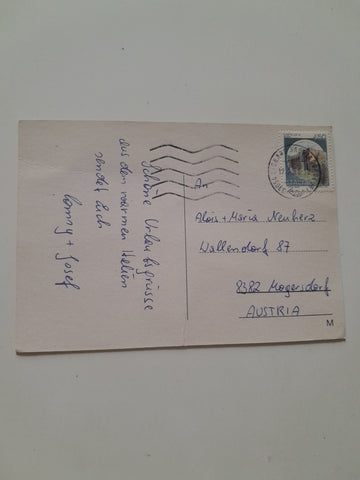 Schöne Urlaubsgrüsse
aus dem warmen Italien
sendet Euch
Conny + Josef
An
Alois + Maria Neuherz
Wallendorf 87
8382 Mogersdorf
AUSTRIA
M